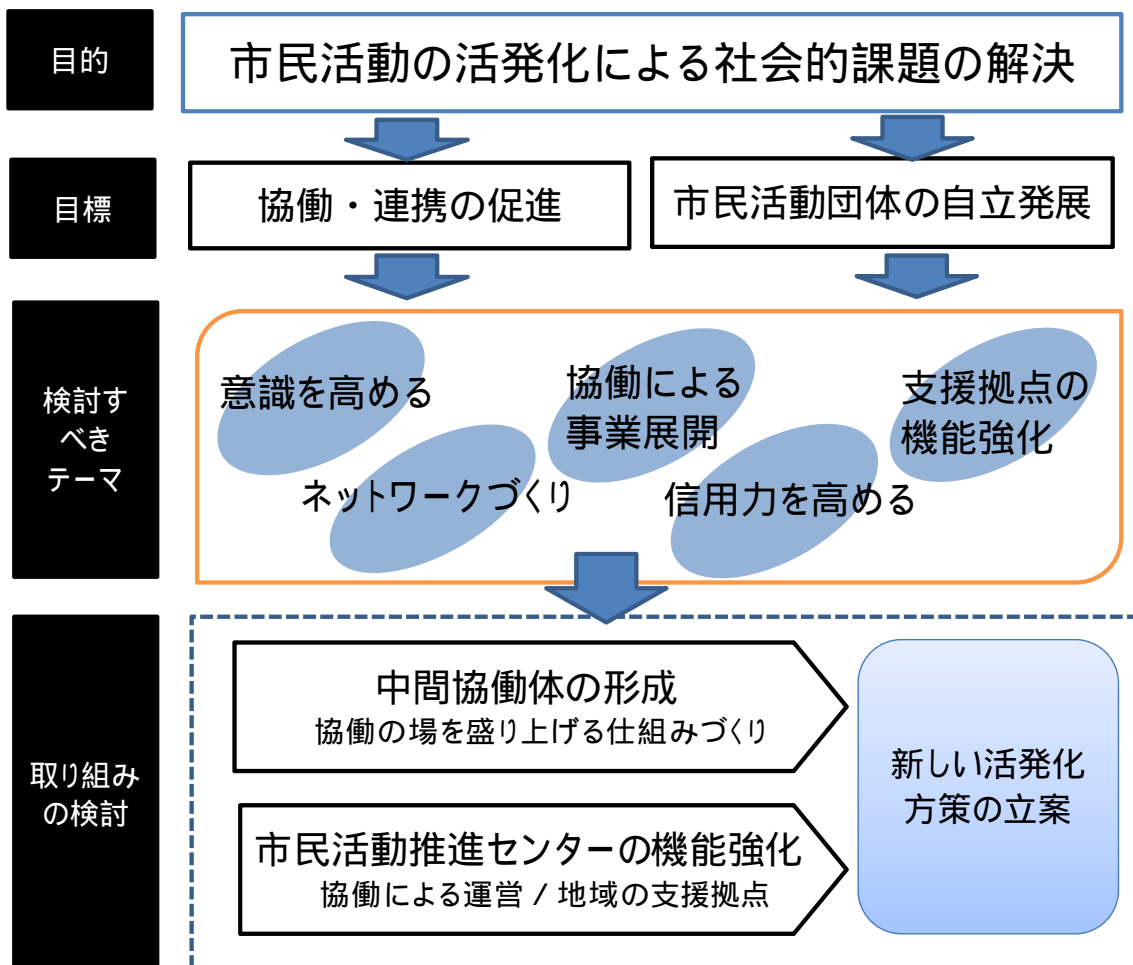 目的
市民活動の活発化による社会的課題の解決
目標
協働・連携の促進
市民活動団体の自立発展
検討す
べき
テーマ
意識を高める
協働による
事業展開
支援拠点の
機能強化
ネットワークづくり
信用力を高める
取り組み
の検討
中間協働体の形成
協働の場を盛り上げる仕組みづくり
市民活動推進センターの機能強化
協働による運営 / 地域の支援拠点
新しい活発化
方策の立案